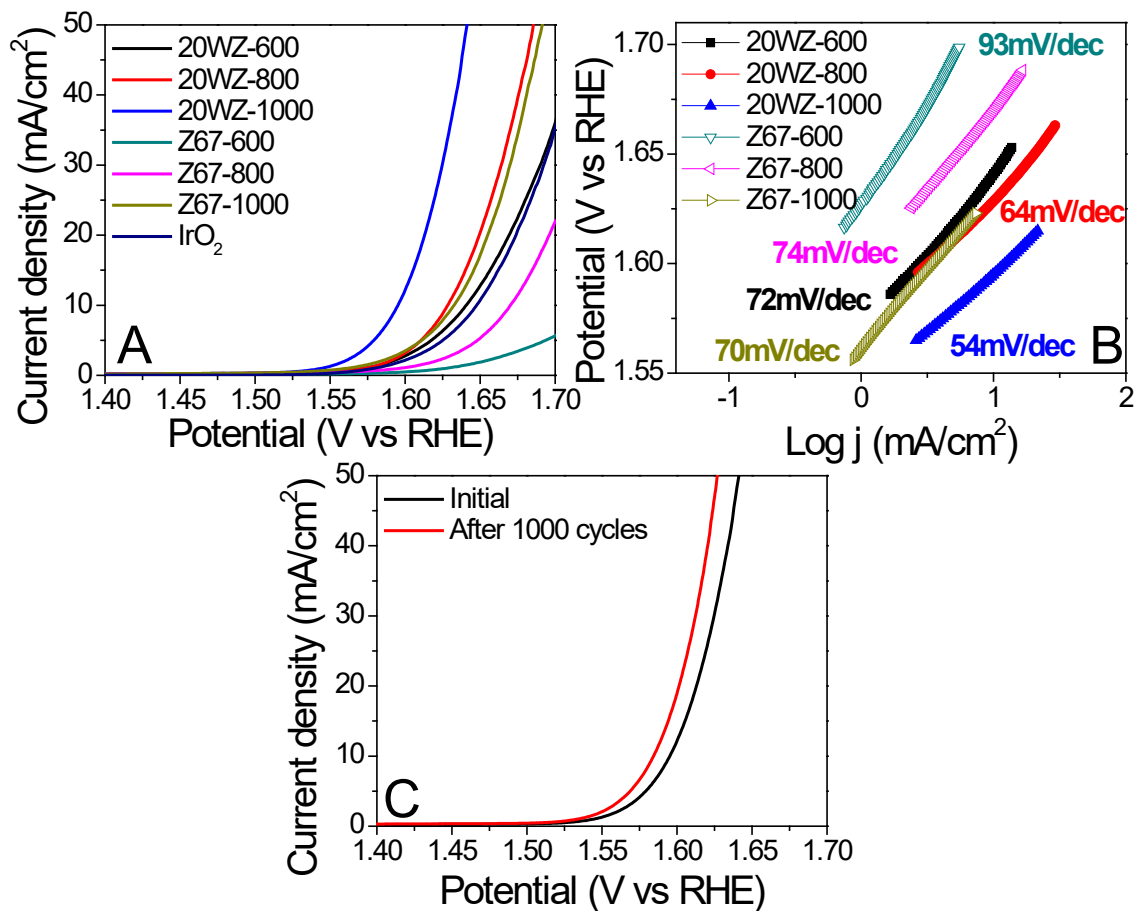 50
40
30
20
10
0
Current density (mA/cm²)
20WZ-600
20WZ-800
20WZ-1000
Z67-600
Z67-800
Z67-1000
IrO₂
A
1.40 1.45 1.50 1.55 1.60 1.65 1.70
Potential (V vs RHE)
1.70
1.65
1.60
1.55
Potential (V vs RHE)
20WZ-600
20WZ-800
20WZ-1000
Z67-600
Z67-800
Z67-1000
93mV/dec
64mV/dec
74mV/dec
72mV/dec
70mV/dec
54mV/dec
B
-1 0 1 2
Log j (mA/cm²)
50
40
30
20
10
0
Current density (mA/cm²)
Initial
After 1000 cycles
C
1.40 1.45 1.50 1.55 1.60 1.65 1.70
Potential (V vs RHE)